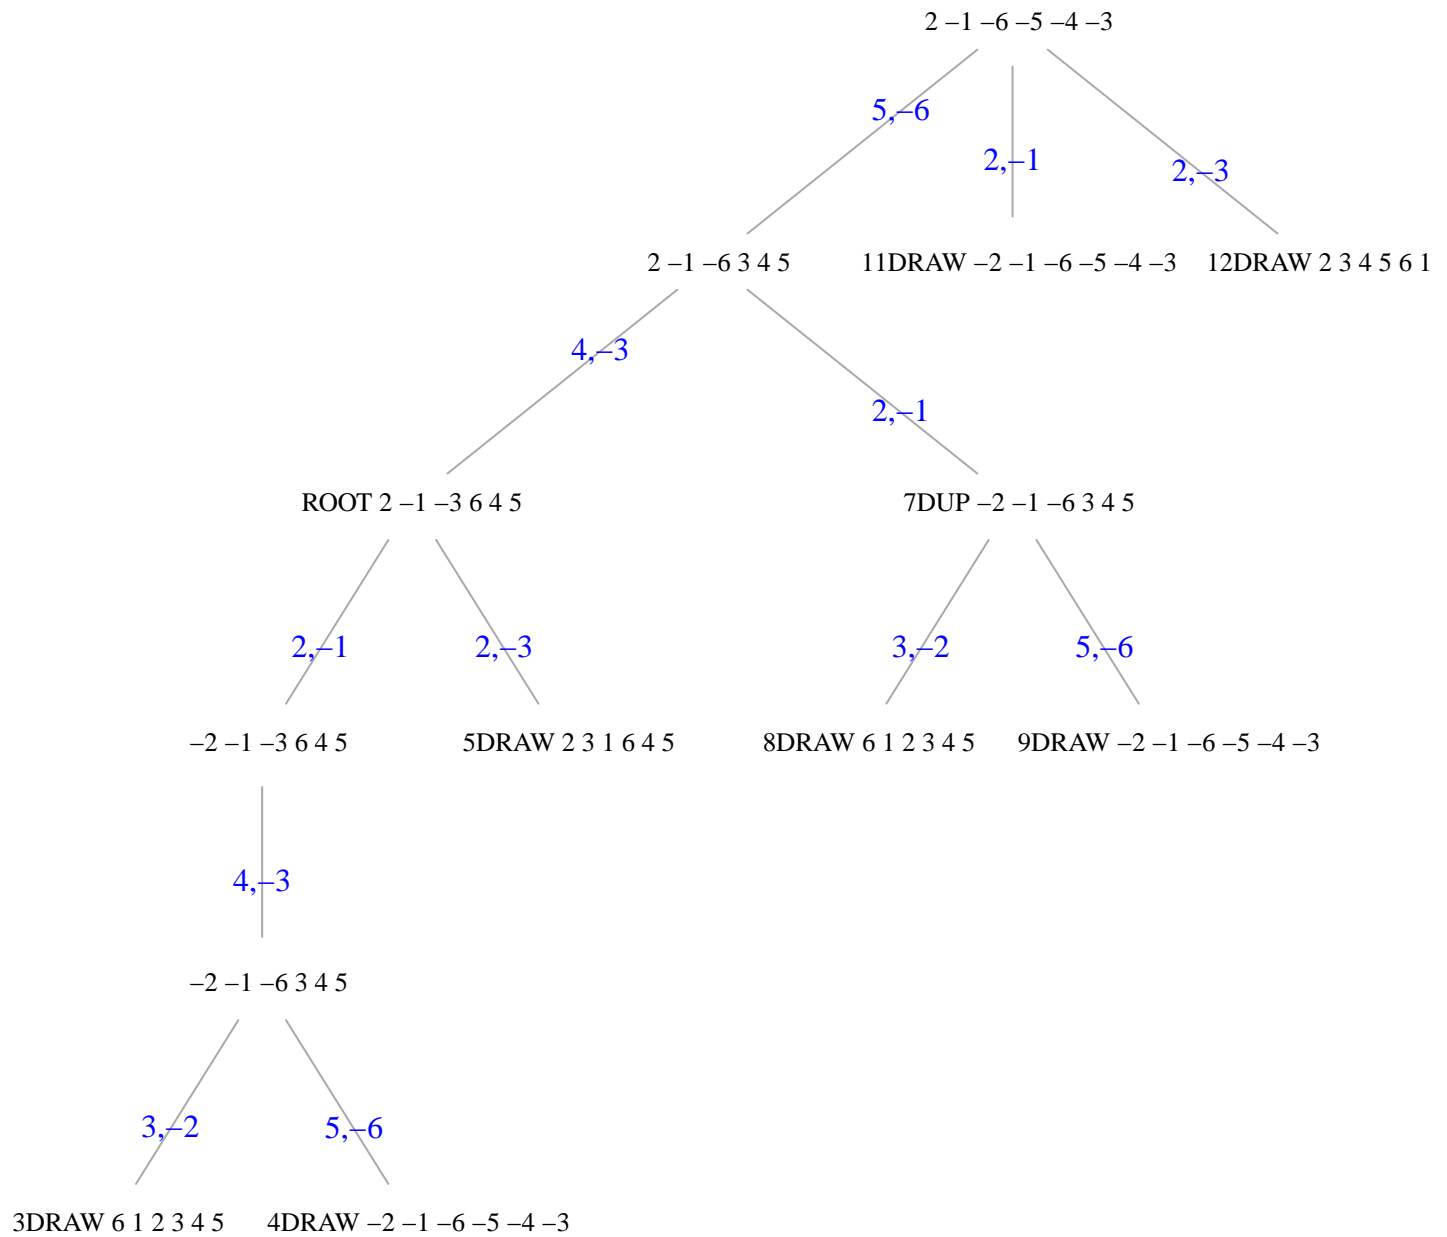 2 –1 –6 –5 –4 –3
5,–6
2,–1
2,–3
2 –1 –6 3 4 5
11DRAW –2 –1 –6 –5 –4 –3
12DRAW 2 3 4 5 6 1
4,–3
2,–1
ROOT 2 –1 –3 6 4 5
7DUP –2 –1 –6 3 4 5
2,–1
2,–3
3,–2
5,–6
–2 –1 –3 6 4 5
5DRAW 2 3 1 6 4 5
8DRAW 6 1 2 3 4 5
9DRAW –2 –1 –6 –5 –4 –3
4,–3
–2 –1 –6 3 4 5
3,–2
5,–6
3DRAW 6 1 2 3 4 5
4DRAW –2 –1 –6 –5 –4 –3